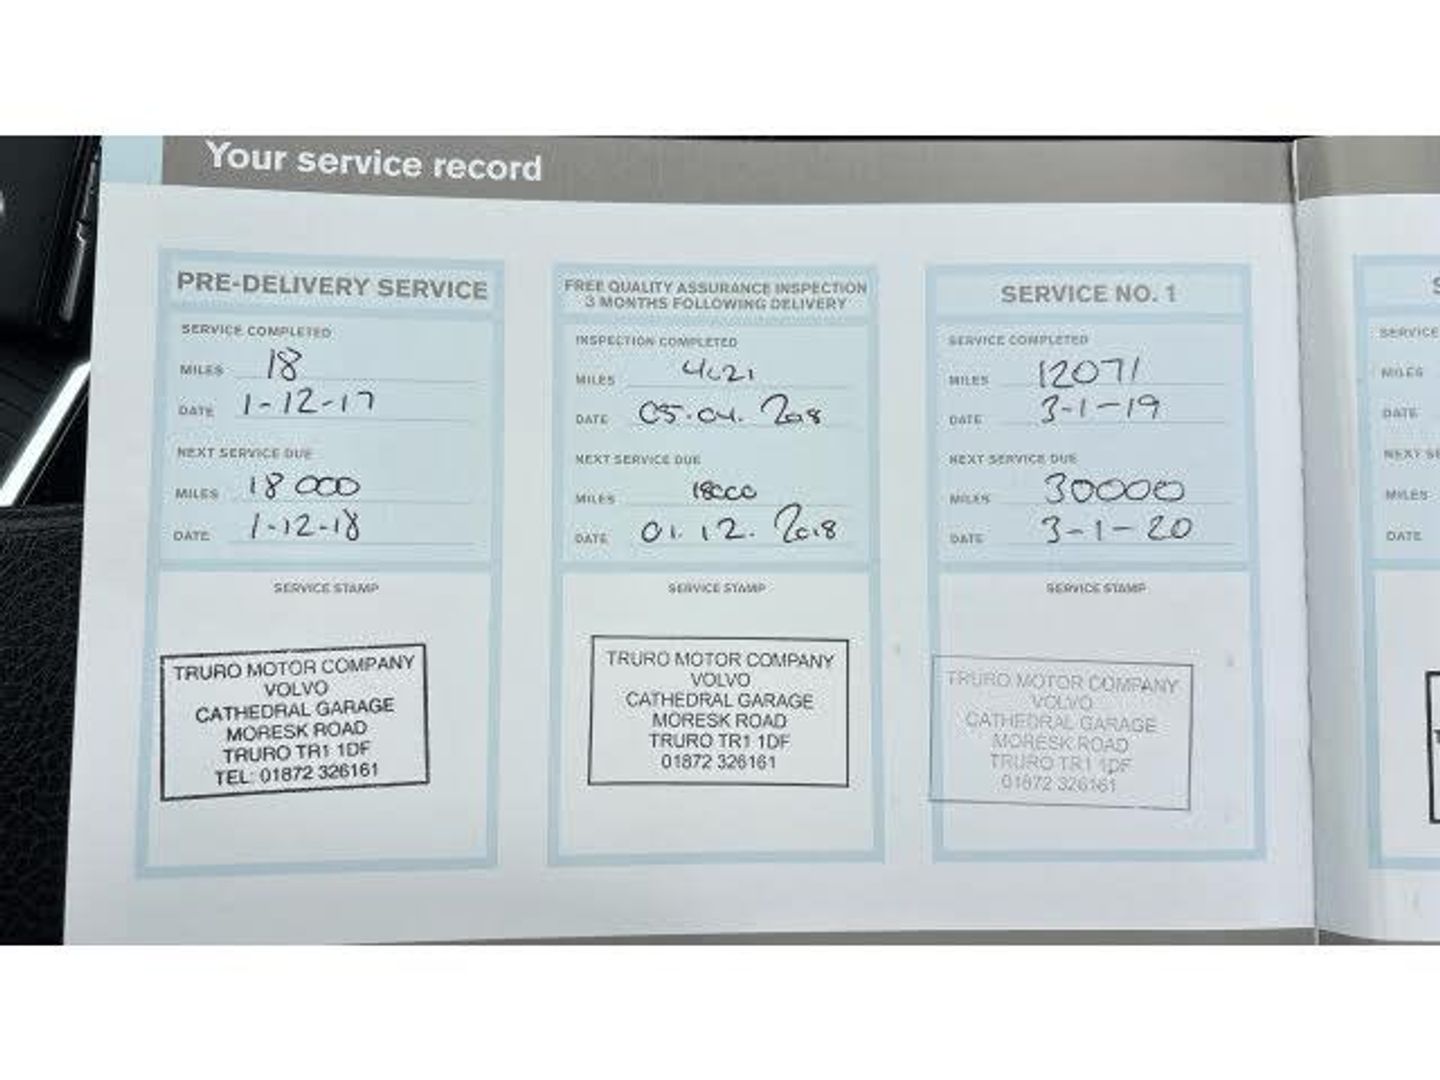 Your service record
PRE-DELIVERY SERVICE
SERVICE COMPLETED
MILES 18
DATE 1-12-17
NEXT SERVICE DUE
MILES 18 000
DATE 1-12-18
SERVICE STAMP
TRURO MOTOR COMPANY
VOLVO
CATHEDRAL GARAGE
MORESK ROAD
TRURO TR1 1DF
TEL: 01872 326161
FREE QUALITY ASSURANCE INSPECTION
3 MONTHS FOLLOWING DELIVERY
INSPECTION COMPLETED
MILES
DATE 05.04. 2018
NEXT SERVICE DUE
MILES 18000
DATE 01.12. 2018
SERVICE STAMP
TRURO MOTOR COMPANY
VOLVO
CATHEDRAL GARAGE
MORESK ROAD
TRURO TR1 1DF
01872 326161
SERVICE NO. 1
SERVICE COMPLETED
MILES 12071
DATE 3-1-19
NEXT SERVICE DUE
MILES 30000
DATE 3-1-20
SERVICE STAMP
TRURO MOTOR COMPANY
VOLVO
CATHEDRAL GARAGE
MORESK ROAD
TRURO TR1 1DF
01872 326161
S
SERVICE
MILES
DATE
NEXT SE
MILES
DATE